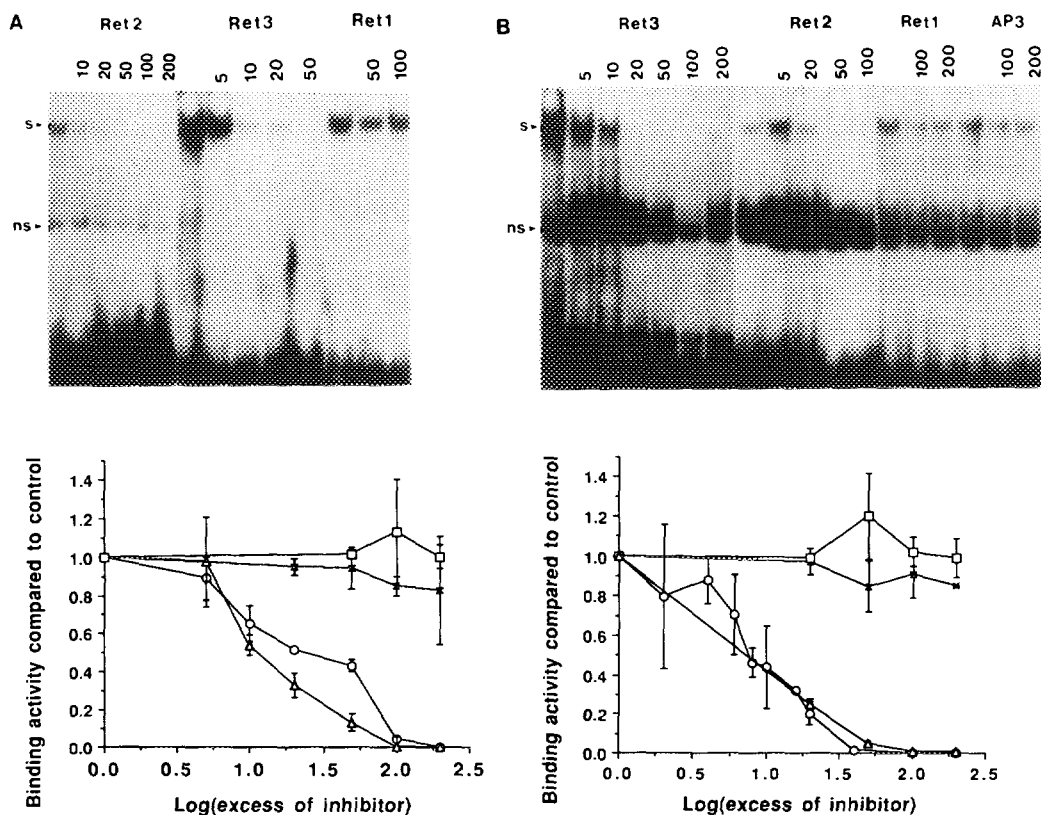 A
Ret2 Ret3 Ret1
10 20 50 100 200 5 10 20 50 50 100
s
ns
B
Ret3 Ret2 Ret1 AP3
5 10 20 50 100 200 5 20 50 100 100 200 100 200
s
ns
Binding activity compared to control
1.4
1.2
1.0
0.8
0.6
0.4
0.2
0.0
0.0 0.5 1.0 1.5 2.0 2.5
Log(excess of inhibitor)
Binding activity compared to control
1.4
1.2
1.0
0.8
0.6
0.4
0.2
0.0
0.0 0.5 1.0 1.5 2.0 2.5
Log(excess of inhibitor)